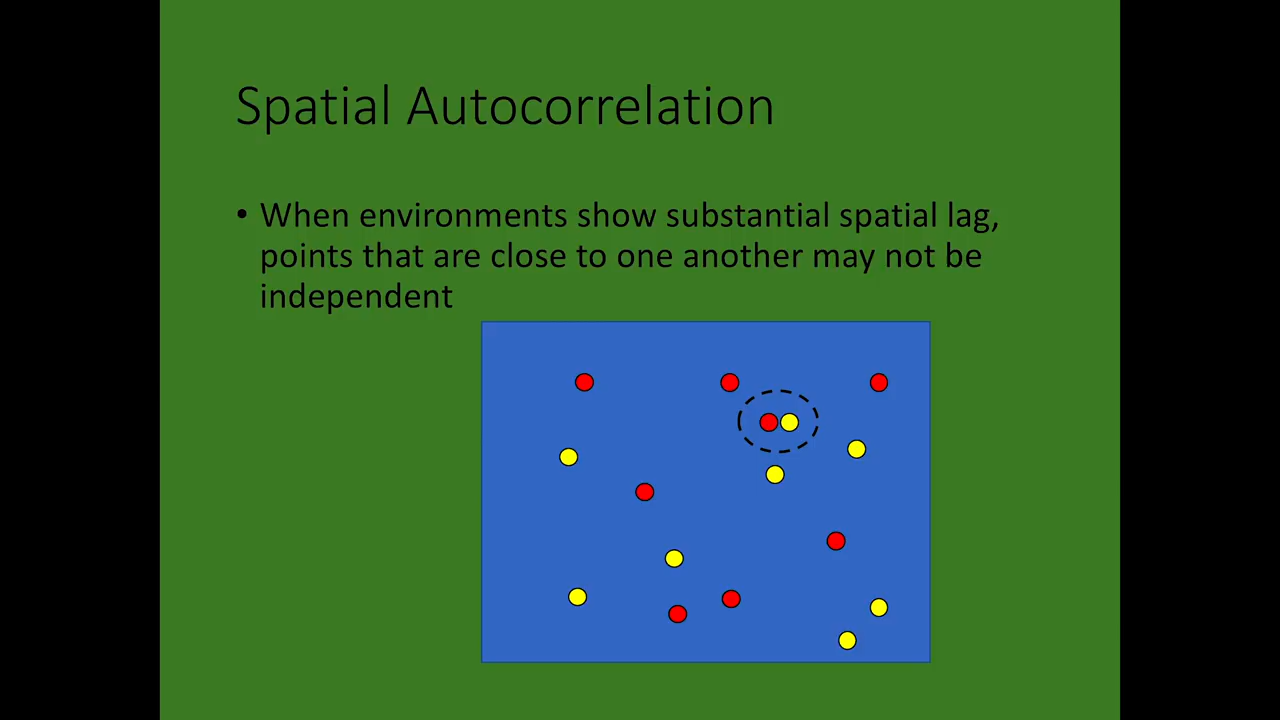 Spatial Autocorrelation
• When environments show substantial spatial lag,
points that are close to one another may not be
independent